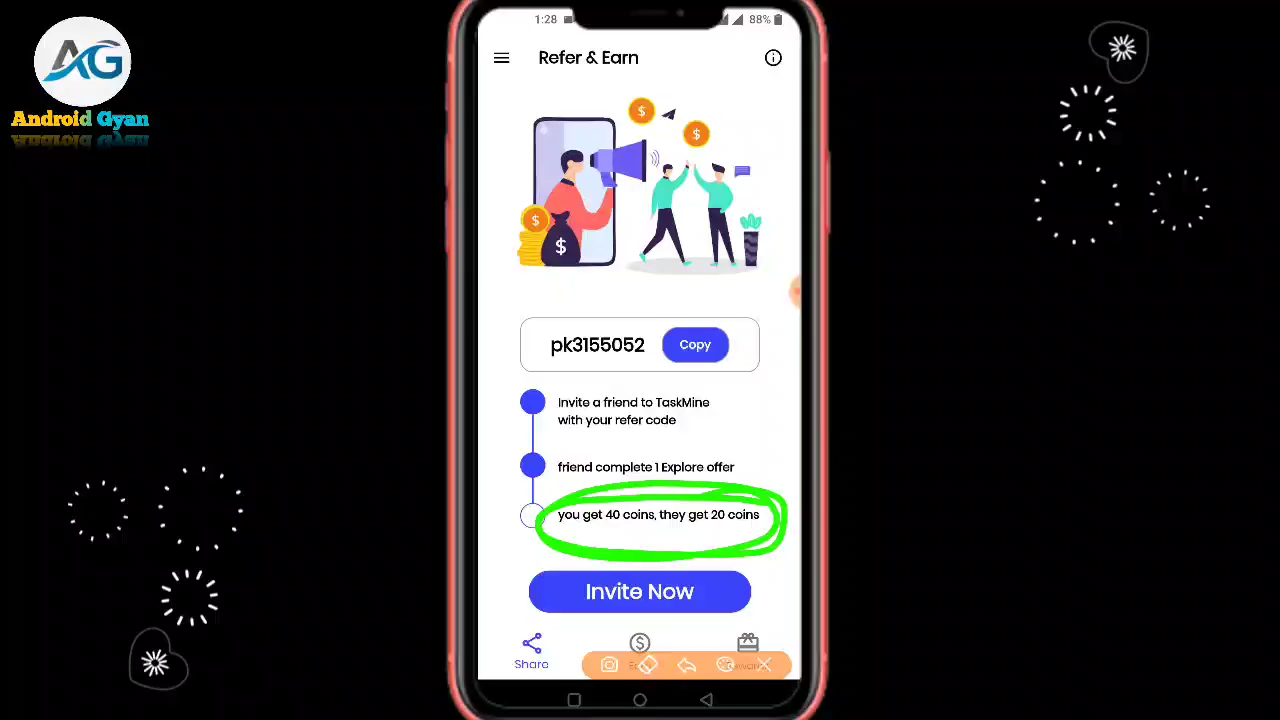 AG
Android Gyan
1:28
88%
Refer & Earn
$
$
$
$
pk3155052
Copy
Invite a friend to TaskMine
with your refer code
friend complete 1 Explore offer
you get 40 coins, they get 20 coins
Invite Now
$
Share